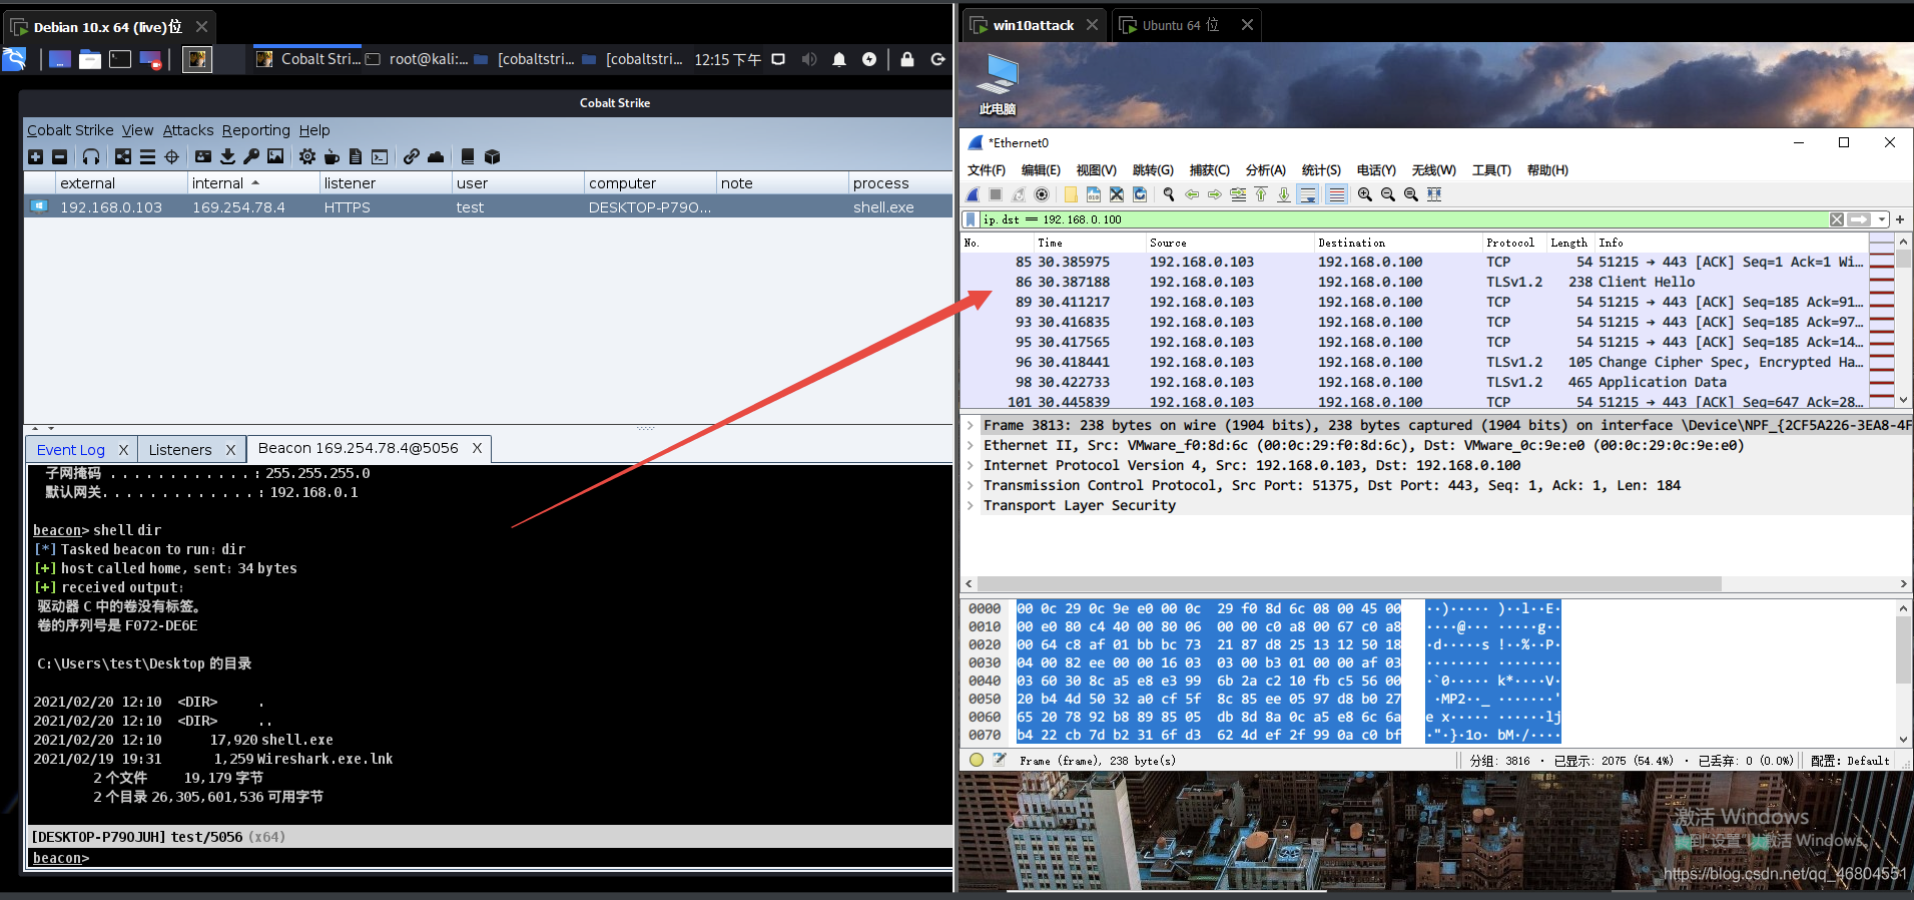 Debian 10.x 64 (live)位
Cobalt Stri...
root@kali:...
[cobaltstri...
[cobaltstri...
12:15 下午
Cobalt Strike
Cobalt Strike View Attacks Reporting Help
external internal listener user computer note process
192.168.0.103 169.254.78.4 HTTPS test DESKTOP-P79O... shell.exe
Event Log X Listeners X Beacon 169.254.78.4@5056 X
子网掩码 . . . . . . . . . . . . : 255.255.255.0
默认网关. . . . . . . . . . . . . : 192.168.0.1
beacon> shell dir
[*] Tasked beacon to run: dir
[+] host called home, sent: 34 bytes
[+] received output:
驱动器 C 中的卷没有标签。
卷的序列号是 F072-DE6E
C:\Users\test\Desktop 的目录
2021/02/20 12:10 <DIR> .
2021/02/20 12:10 <DIR> ..
2021/02/20 12:10 17,920 shell.exe
2021/02/19 19:31 1,259 Wireshark.exe.lnk
2 个文件 19,179 字节
2 个目录 26,305,601,536 可用字节
[DESKTOP-P79OJUH] test/5056 (x64)
beacon>
win10attack
Ubuntu 64 位
此电脑
*Ethernet0
文件(F) 编辑(E) 视图(V) 跳转(G) 捕获(C) 分析(A) 统计(S) 电话(Y) 无线(W) 工具(T) 帮助(H)
ip.dst == 192.168.0.100
No. Time Source Destination Protocol Length Info
85 30.385975 192.168.0.103 192.168.0.100 TCP 54 51215 → 443 [ACK] Seq=1 Ack=1 Wi...
86 30.387188 192.168.0.103 192.168.0.100 TLSv1.2 238 Client Hello
89 30.411217 192.168.0.103 192.168.0.100 TCP 54 51215 → 443 [ACK] Seq=185 Ack=91...
93 30.416835 192.168.0.103 192.168.0.100 TCP 54 51215 → 443 [ACK] Seq=185 Ack=97...
95 30.417565 192.168.0.103 192.168.0.100 TCP 54 51215 → 443 [ACK] Seq=185 Ack=14...
96 30.418441 192.168.0.103 192.168.0.100 TLSv1.2 105 Change Cipher Spec, Encrypted Ha...
98 30.422733 192.168.0.103 192.168.0.100 TLSv1.2 465 Application Data
101 30.445839 192.168.0.103 192.168.0.100 TCP 54 51215 → 443 [ACK] Seq=647 Ack=28...
Frame 3813: 238 bytes on wire (1904 bits), 238 bytes captured (1904 bits) on interface \Device\NPF_{2CF5A226-3EA8-4F
Ethernet II, Src: VMware_f0:8d:6c (00:0c:29:f0:8d:6c), Dst: VMware_0c:9e:e0 (00:0c:29:0c:9e:e0)
Internet Protocol Version 4, Src: 192.168.0.103, Dst: 192.168.0.100
Transmission Control Protocol, Src Port: 51375, Dst Port: 443, Seq: 1, Ack: 1, Len: 184
Transport Layer Security
0000 00 0c 29 0c 9e e0 00 0c 29 f0 8d 6c 08 00 45 00 ··)····· )··l··E·
0010 00 e0 80 c4 40 00 80 06 00 00 c0 a8 00 67 c0 a8 ····@··· ·····g··
0020 00 64 c8 af 01 bb bc 73 21 87 d8 25 13 12 50 18 ·d·····s !··%··P·
0030 04 00 82 ee 00 00 16 03 03 00 b3 01 00 00 af 03 ········ ········
0040 03 60 30 8c a5 e8 e3 99 6b 2a c2 10 fb c5 56 00 ·`0····· k*····V·
0050 20 b4 4d 50 32 a0 cf 5f 8c 85 ee 05 97 d8 b0 27 ·MP2··_ ·······'
0060 65 20 78 92 b8 89 85 05 db 8d 8a 0c a5 e8 6c 6a e x····· ······lj
0070 b4 22 cb 7d b2 31 6f d3 62 4d ef 2f 99 0a c0 bf ·"·}·1o· bM·/····
Frame (frame), 238 byte(s) 分组: 3816 · 已显示: 2075 (54.4%) · 已丢弃: 0 (0.0%) 配置: Default
激活 Windows
转到"设置"以激活 Windows。
https://blog.csdn.net/qq_46804551